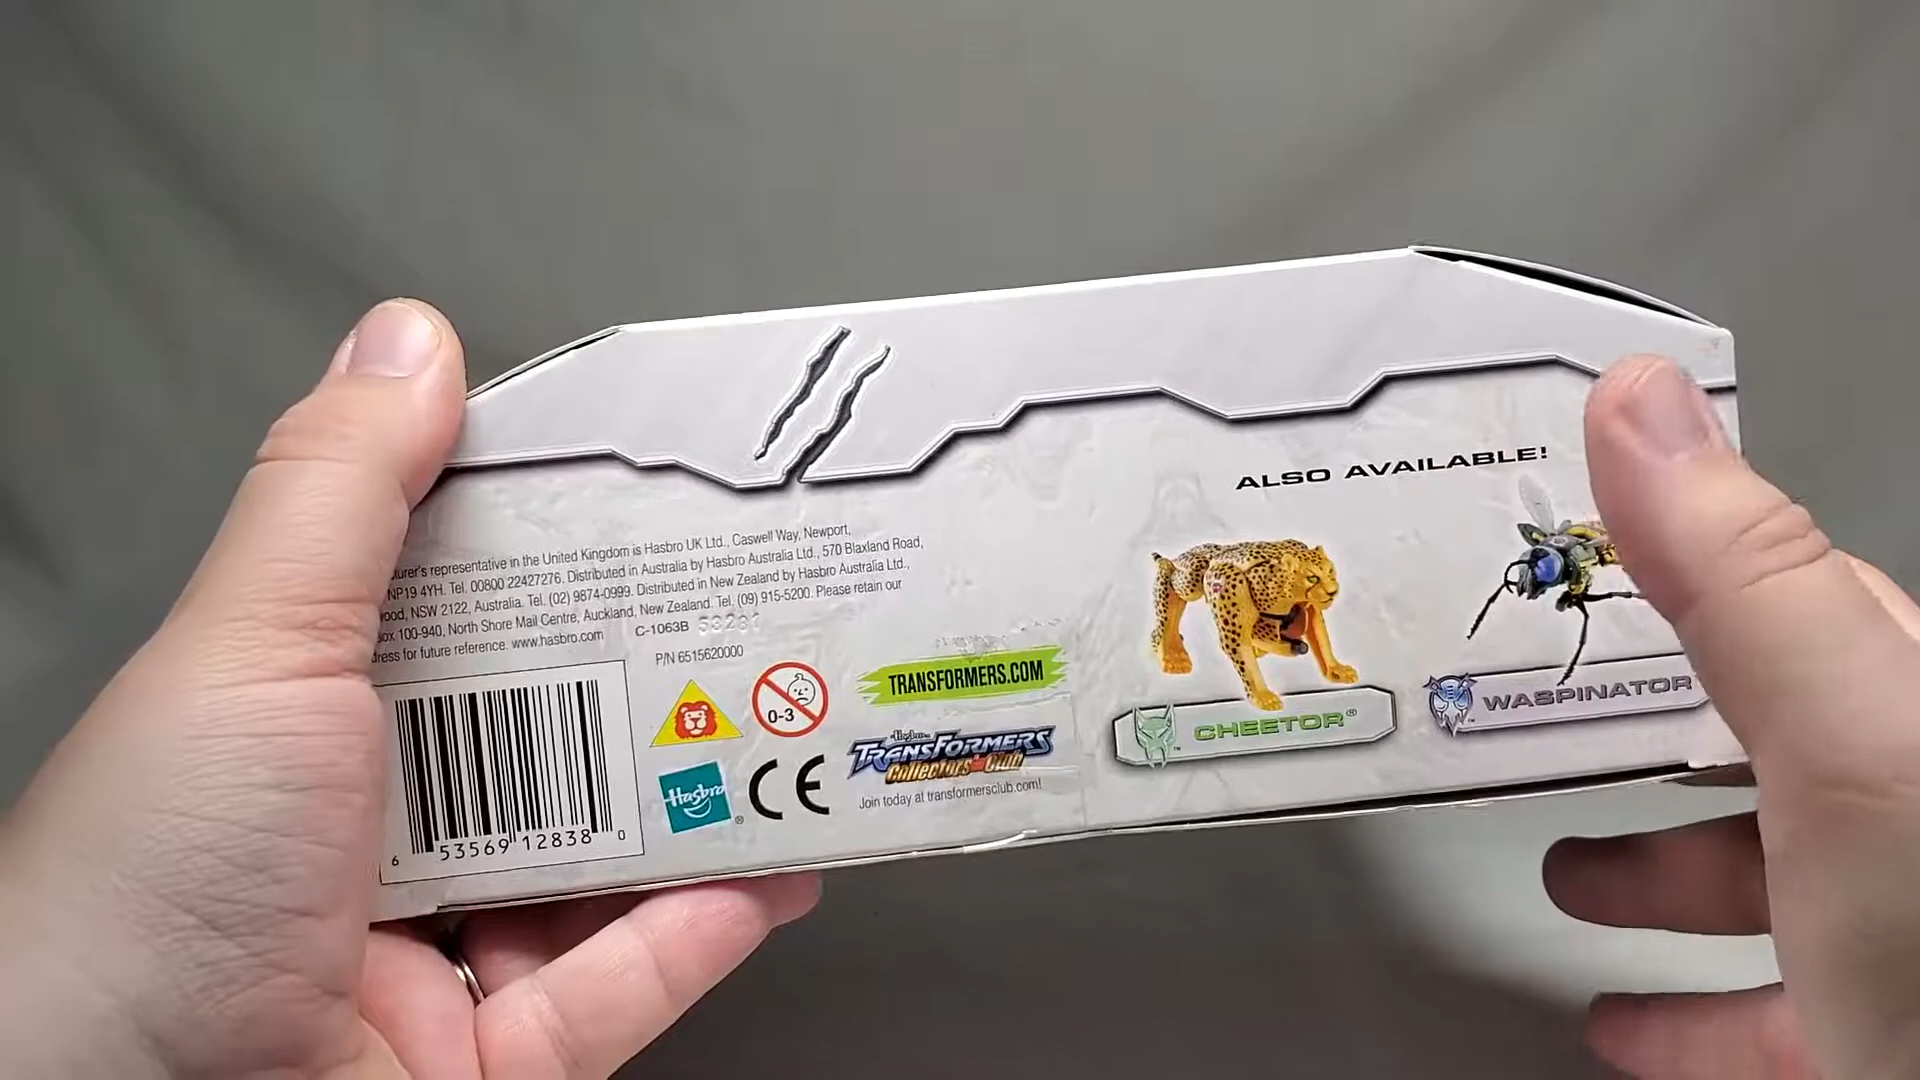 ALSO AVAILABLE!
turer's representative in the United Kingdom is Hasbro UK Ltd., Caswell Way, Newport,
NP19 4YH. Tel. 00800 22427276. Distributed in Australia by Hasbro Australia Ltd., 570 Blaxland Road,
wood, NSW 2122, Australia. Tel. (02) 9874-0999. Distributed in New Zealand by Hasbro Australia Ltd.,
ox 100-940, North Shore Mail Centre, Auckland, New Zealand. Tel. (09) 915-5200. Please retain our
dress for future reference. www.hasbro.com
C-1063B 53281
P/N 6515620000
6 53569 12838 0
0-3
Hasbro®
CE
TRANSFORMERS.COM
Hasbro
TRANSFORMERS
Collectors' Club
Join today at transformersclub.com!
CHEETOR®
WASPINATOR